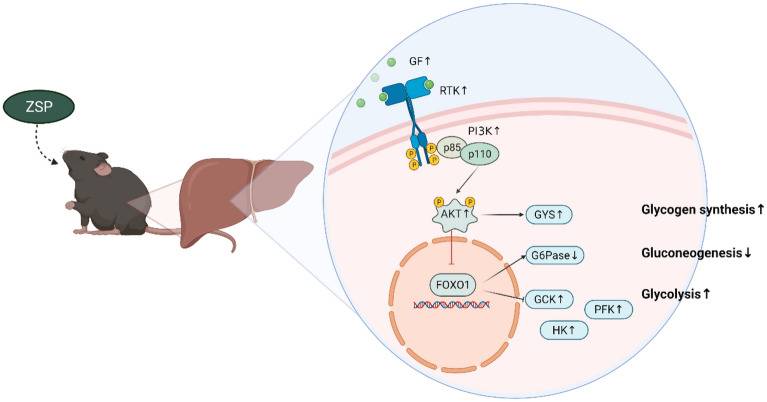 GF↑
RTK↑
ZSP
PI3K↑
p85
p110
P
P
P
P
P
P
AKT↑
GYS↑
Glycogen synthesis↑
G6Pase↓
Gluconeogenesis↓
FOXO1
GCK↑
Glycolysis↑
PFK↑
HK↑